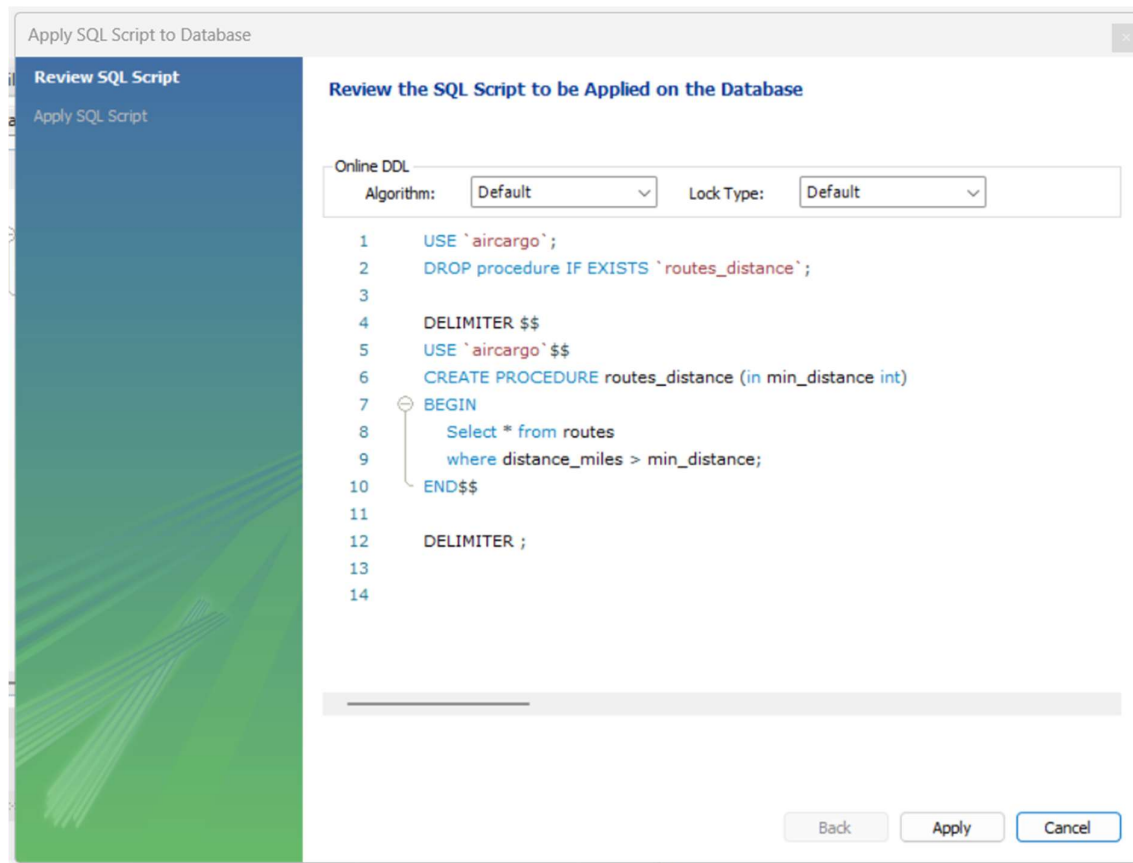 Apply SQL Script to Database
Review SQL Script
Apply SQL Script
Review the SQL Script to be Applied on the Database
Online DDL
Algorithm: Default Lock Type: Default
1 USE `aircargo`;
2 DROP procedure IF EXISTS `routes_distance`;
3
4 DELIMITER $$
5 USE `aircargo`$$
6 CREATE PROCEDURE routes_distance (in min_distance int)
7 BEGIN
8 Select * from routes
9 where distance_miles > min_distance;
10 END$$
11
12 DELIMITER ;
13
14
Back Apply Cancel